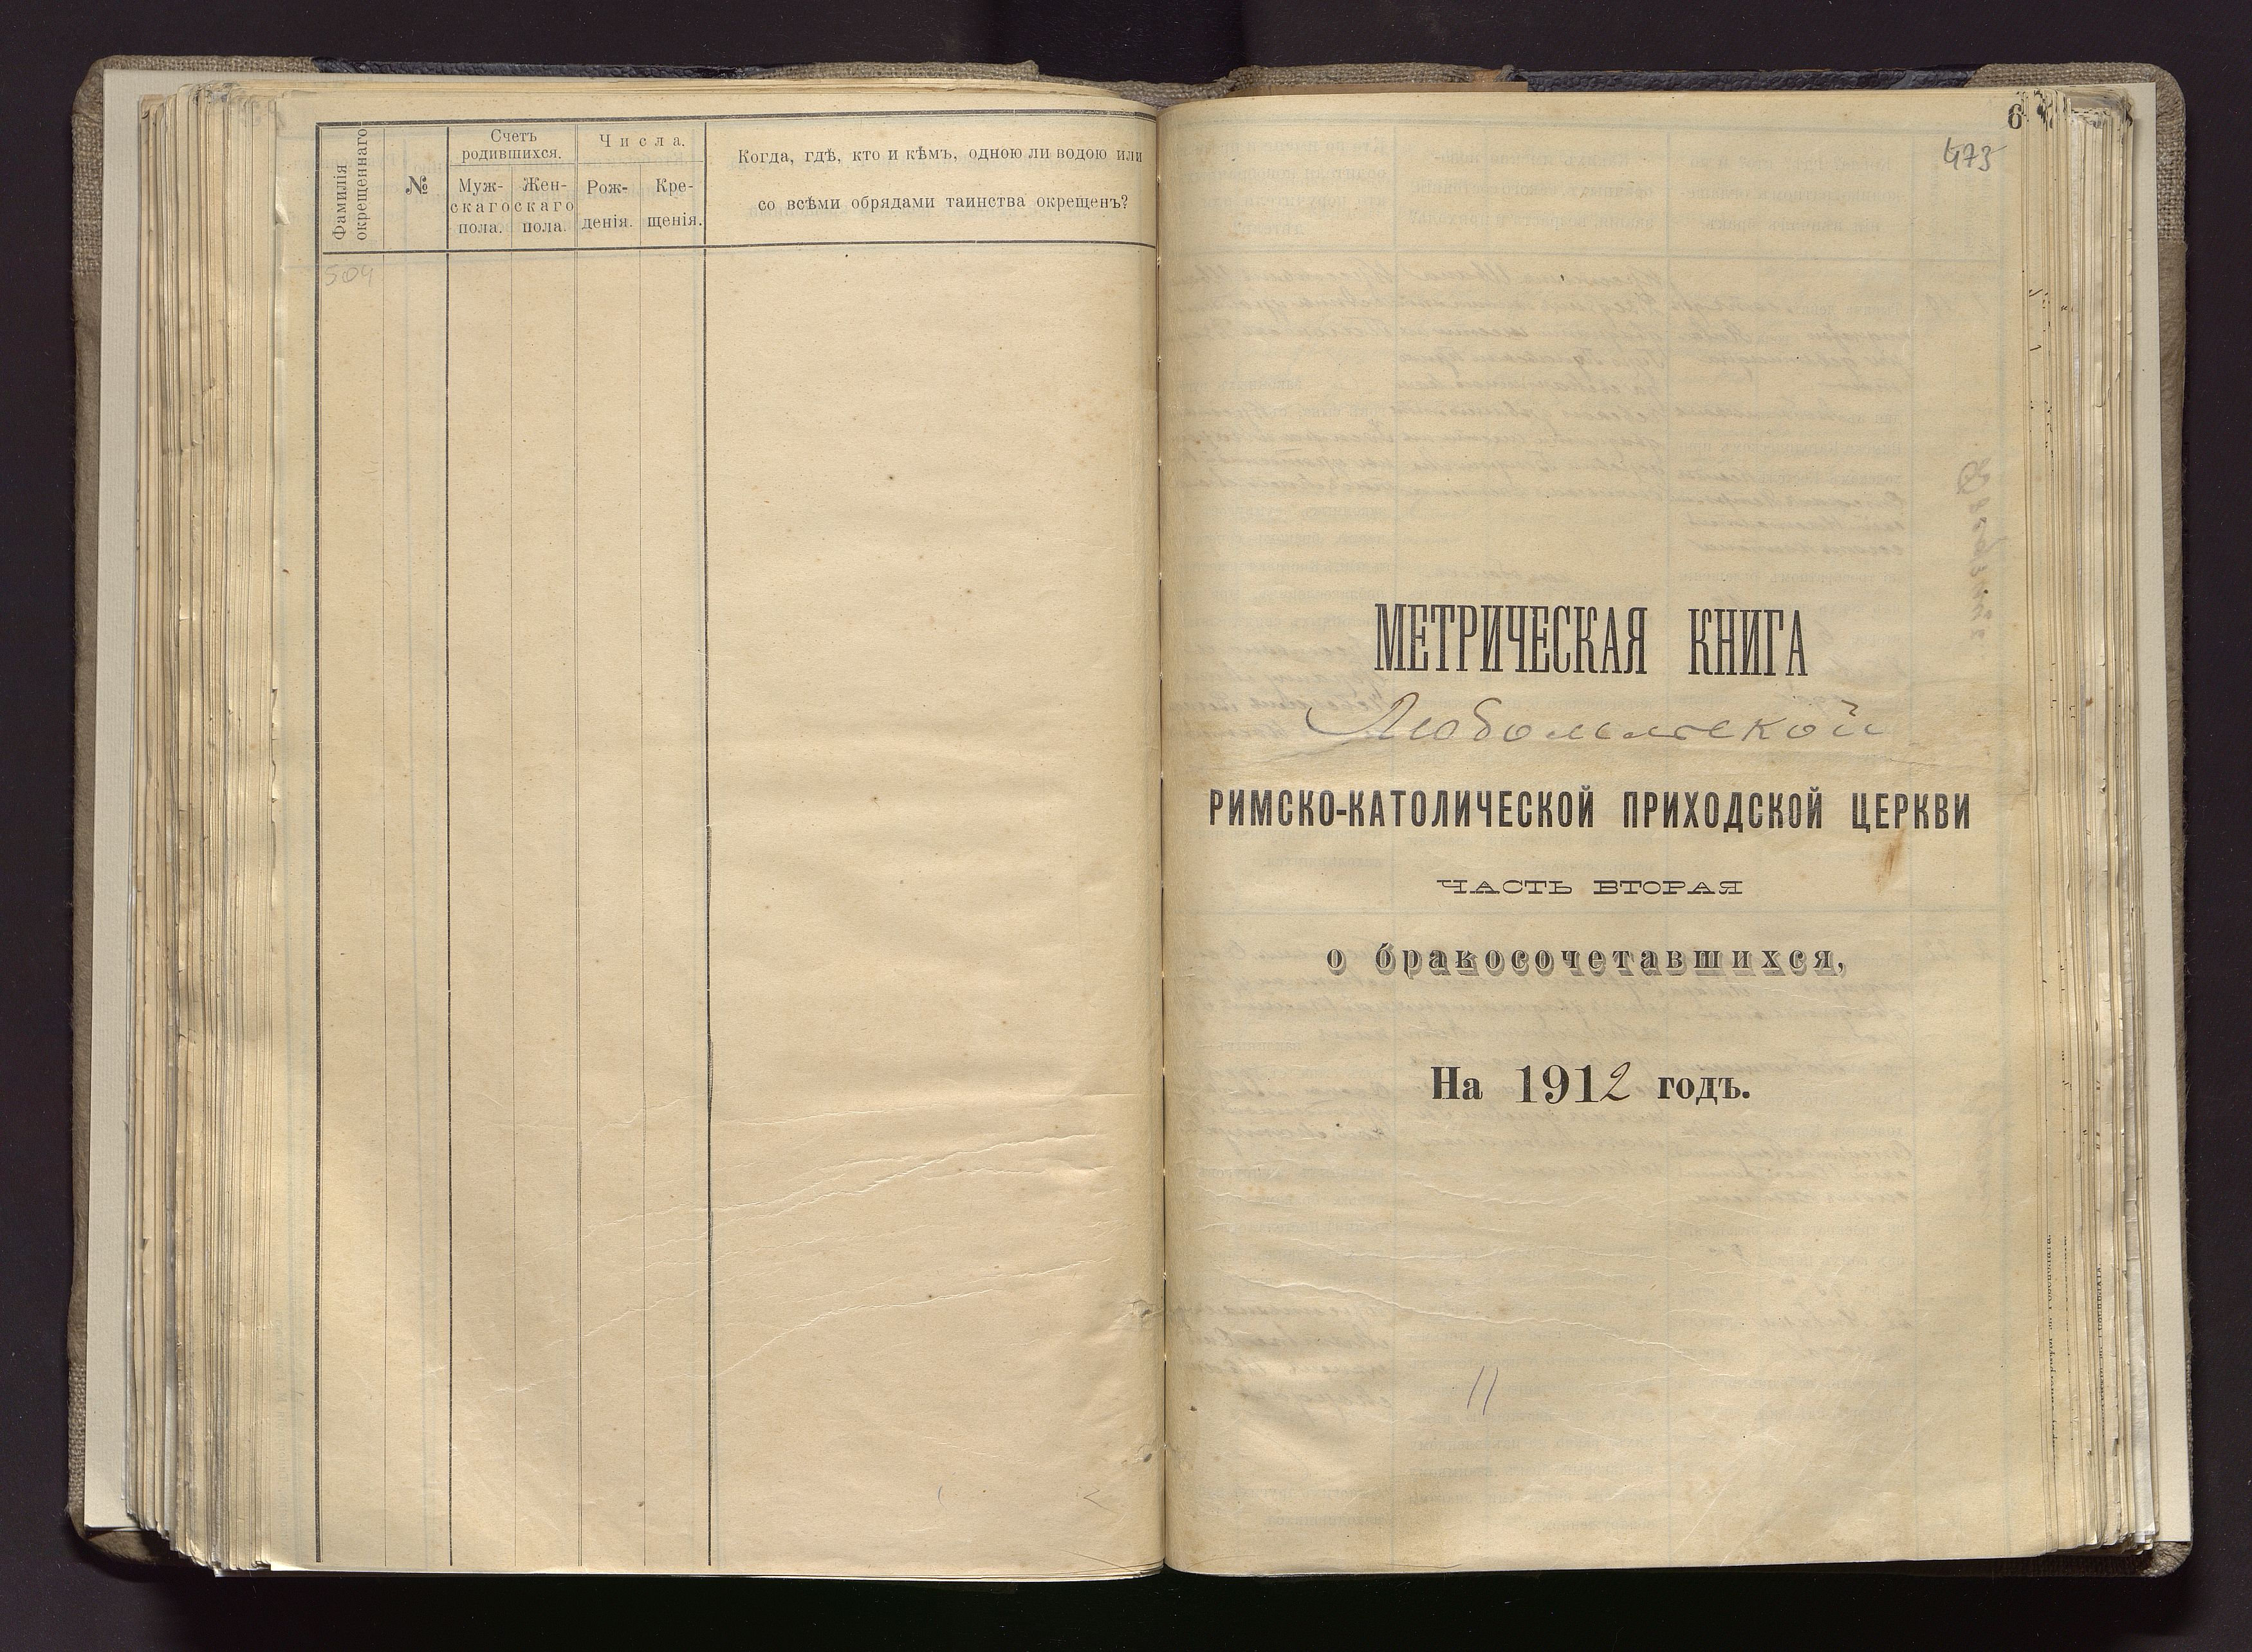 Фамилія
окрещеннаго
№
Счетъ
родившихся.
Муж-
скаго
пола.
Жен-
скаго
пола.
Числа.
Рож-
денія.
Кре-
щенія.
Когда, гдѣ, кто и кѣмъ, одною ли водою или
со всѣми обрядами таинства окрещенъ?
504
6
473
МЕТРИЧЕСКАЯ КНИГА
Любомльской
РИМСКО-КАТОЛИЧЕСКОЙ ПРИХОДСКОЙ ЦЕРКВИ
ЧАСТЬ ВТОРАЯ
о бракосочетавшихся,
На 1912 годъ.
11